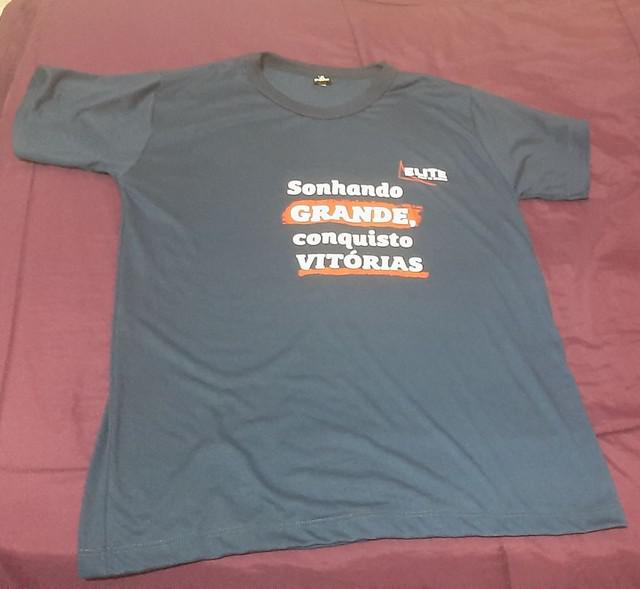 ELITE
Sonhando
GRANDE,
conquisto
VITÓRIAS